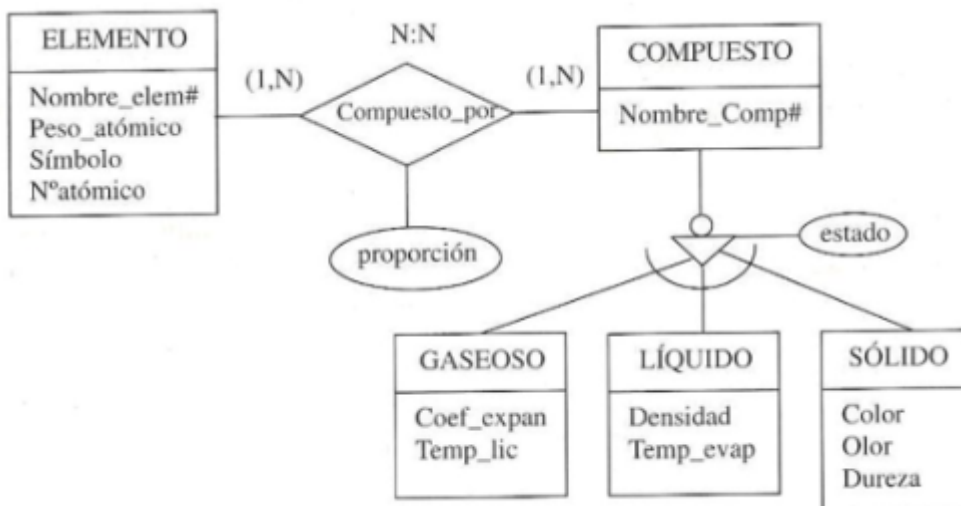 ELEMENTO
Nombre_elem#
Peso_atómico
Símbolo
Nºatómico
(1,N)
N:N
Compuesto_por
(1,N)
proporción
COMPUESTO
Nombre_Comp#
estado
GASEOSO
Coef_expan
Temp_lic
LÍQUIDO
Densidad
Temp_evap
SÓLIDO
Color
Olor
Dureza